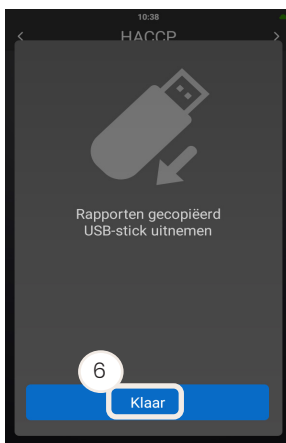 10:38
< HACCP >
Rapporten gecopiëerd
USB-stick uitnemen
6
Klaar